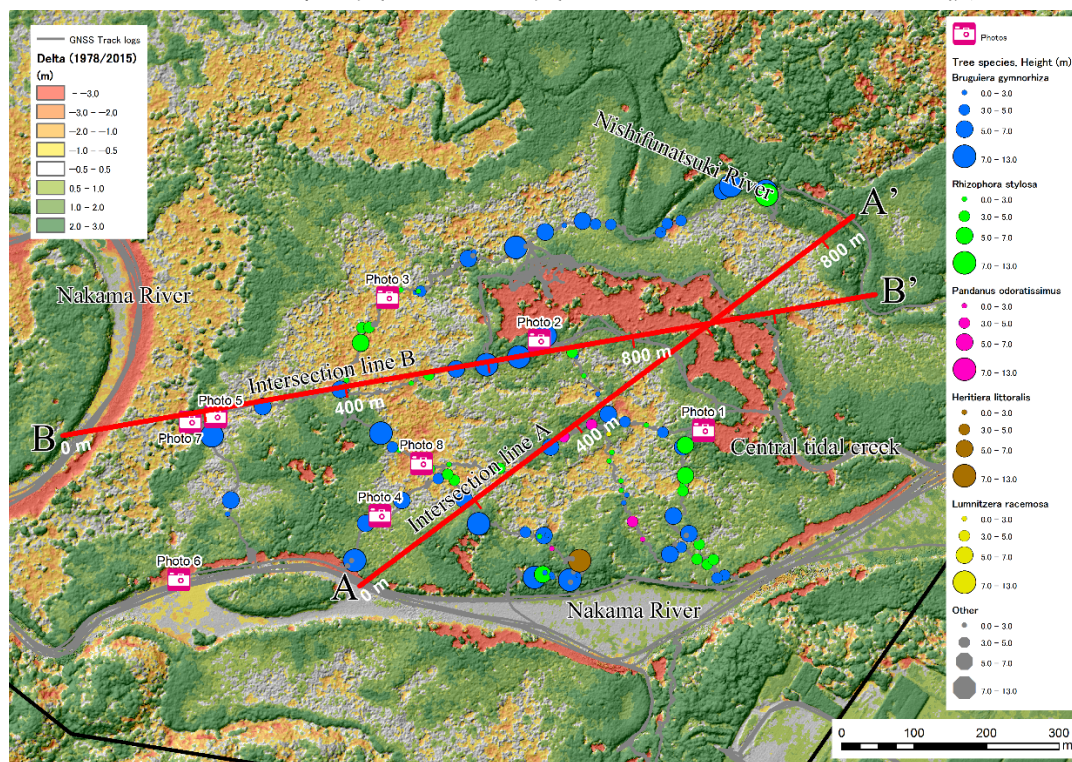 GNSS Track logs
Delta (1978/2015)
(m)
- -3.0
-3.0 - -2.0
-2.0 - -1.0
-1.0 - -0.5
-0.5 - 0.5
0.5 - 1.0
1.0 - 2.0
2.0 - 3.0
Nishifunatsuki River
A'
800 m
B'
Nakama River
Photo 3
Photo 2
800 m
Intersection line B
400 m
Photo 5
B
0 m
Photo 7
Photo 1
400 m
Central tidal creek
Photo 8
Intersection line A
Photo 4
Photo 6
A
0 m
Nakama River
Photos
Tree species, Height (m)
Bruguiera gymnorhiza
0.0 - 3.0
3.0 - 5.0
5.0 - 7.0
7.0 - 13.0
Rhizophora stylosa
0.0 - 3.0
3.0 - 5.0
5.0 - 7.0
7.0 - 13.0
Pandanus odoratissimus
0.0 - 3.0
3.0 - 5.0
5.0 - 7.0
7.0 - 13.0
Heritiera littoralis
0.0 - 3.0
3.0 - 5.0
5.0 - 7.0
7.0 - 13.0
Lumnitzera racemosa
0.0 - 3.0
3.0 - 5.0
5.0 - 7.0
7.0 - 13.0
Other
0.0 - 3.0
3.0 - 5.0
5.0 - 7.0
7.0 - 13.0
0 50 100 200 300
m